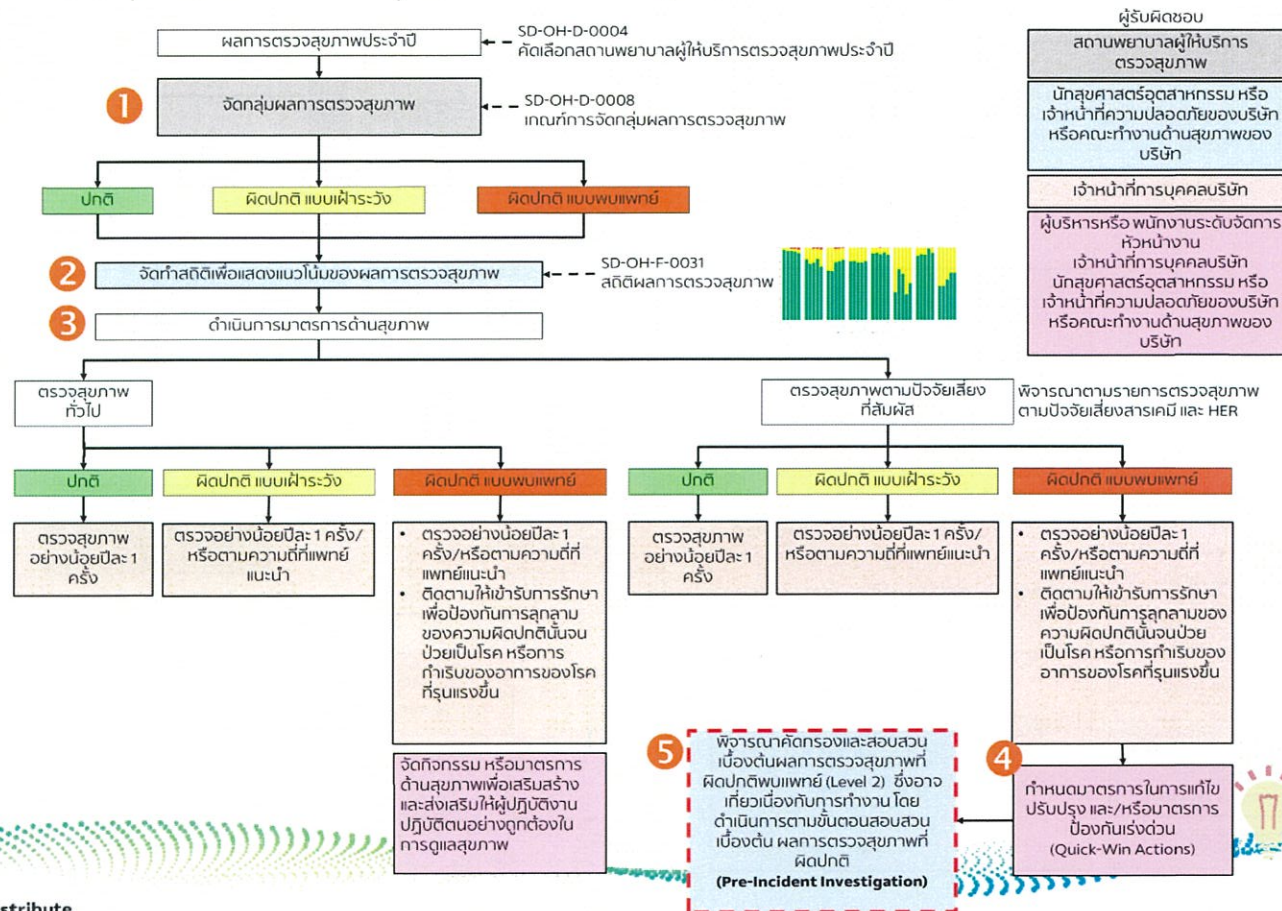 ผู้รับผิดชอบ
ผลการตรวจสุขภาพประจำปี
SD-OH-D-0004
คัดเลือกสถานพยาบาลผู้ให้บริการตรวจสุขภาพประจำปี
สถานพยาบาลผู้ให้บริการ
ตรวจสุขภาพ
1
จัดกลุ่มผลการตรวจสุขภาพ
SD-OH-D-0008
เกณฑ์การจัดกลุ่มผลการตรวจสุขภาพ
นักสุขศาสตร์อุตสาหกรรม หรือ
เจ้าหน้าที่ความปลอดภัยของบริษัท
หรือคณะทำงานด้านสุขภาพของ
บริษัท
เจ้าหน้าที่การบุคคลบริษัท
ผู้บริหารหรือ พนักงานระดับจัดการ
หัวหน้างาน
เจ้าหน้าที่การบุคคลบริษัท
นักสุขศาสตร์อุตสาหกรรม หรือ
เจ้าหน้าที่ความปลอดภัยของบริษัท
หรือคณะทำงานด้านสุขภาพของ
บริษัท
ปกติ
ผิดปกติ แบบเฝ้าระวัง
ผิดปกติ แบบพบแพทย์
2
จัดทำสถิติเพื่อแสดงแนวโน้มของผลการตรวจสุขภาพ
SD-OH-F-0031
สถิติผลการตรวจสุขภาพ
3
ดำเนินการมาตรการด้านสุขภาพ
ตรวจสุขภาพ
ทั่วไป
ตรวจสุขภาพตามปัจจัยเสี่ยง
ที่สัมผัส
พิจารณาตามรายการตรวจสุขภาพ
ตามปัจจัยเสี่ยงสารเคมี และ HER
ปกติ
ผิดปกติ แบบเฝ้าระวัง
ผิดปกติ แบบพบแพทย์
ปกติ
ผิดปกติ แบบเฝ้าระวัง
ผิดปกติ แบบพบแพทย์
ตรวจสุขภาพ
อย่างน้อยปีละ 1
ครั้ง
ตรวจอย่างน้อยปีละ 1 ครั้ง/
หรือตามความถี่ที่แพทย์
แนะนำ
• ตรวจอย่างน้อยปีละ 1
ครั้ง/หรือตามความถี่ที่
แพทย์แนะนำ
• ติดตามให้เข้ารับการรักษา
เพื่อป้องกันการลุกลาม
ของความผิดปกตินั้นจน
ป่วยเป็นโรค หรือการ
กำเริบของอาการของโรค
ที่รุนแรงขึ้น
ตรวจสุขภาพ
อย่างน้อยปีละ 1
ครั้ง
ตรวจอย่างน้อยปีละ 1 ครั้ง/
หรือตามความถี่ที่แพทย์แนะนำ
• ตรวจอย่างน้อยปีละ 1
ครั้ง/หรือตามความถี่ที่
แพทย์แนะนำ
• ติดตามให้เข้ารับการรักษา
เพื่อป้องกันการลุกลามของ
ความผิดปกตินั้นจนป่วย
เป็นโรค หรือการกำเริบของ
อาการของโรคที่รุนแรงขึ้น
จัดกิจกรรม หรือมาตรการ
ด้านสุขภาพเพื่อเสริมสร้าง
และส่งเสริมให้ผู้ปฏิบัติงาน
ปฏิบัติตนอย่างถูกต้องใน
การดูแลสุขภาพ
5
พิจารณาคัดกรองและสอบสวน
เบื้องต้นผลการตรวจสุขภาพที่
ผิดปกติพบแพทย์ (Level 2) ซึ่งอาจ
เกี่ยวเนื่องกับการทำงาน โดย
ดำเนินการตามขั้นตอนสอบสวน
เบื้องต้น ผลการตรวจสุขภาพที่
ผิดปกติ
(Pre-Incident Investigation)
4
กำหนดมาตรการในการแก้ไข
ปรับปรุง และ/หรือมาตรการ
ป้องกันเร่งด่วน
(Quick-Win Actions)
stribute